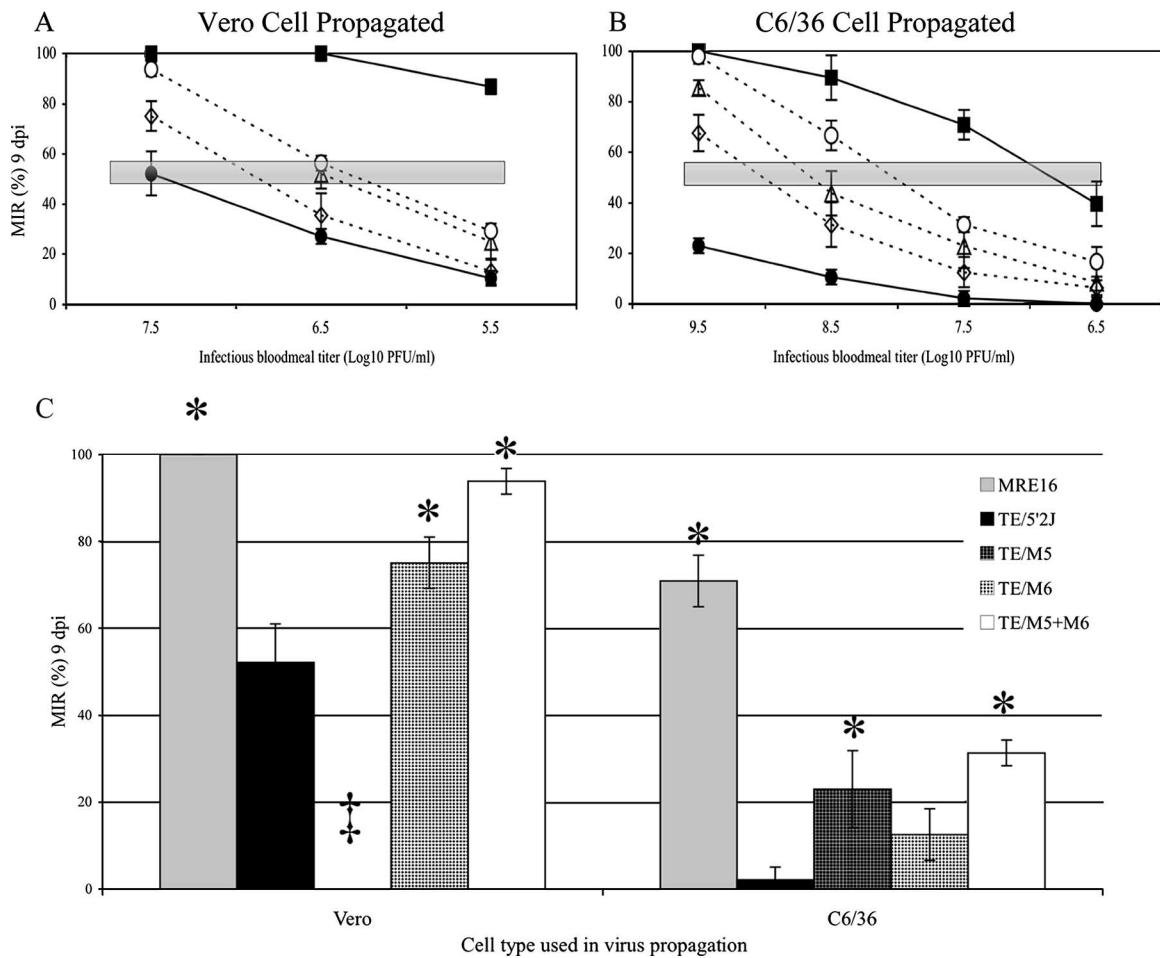 A
Vero Cell Propagated
B
C6/36 Cell Propagated
100
80
60
40
20
0
MIR (%) 9 dpi
7.5
6.5
5.5
Infectious bloodmeal titer (Log10 PFU/ml)
100
80
60
40
20
0
9.5
8.5
7.5
6.5
Infectious bloodmeal titer (Log10 PFU/ml)
C
100
80
60
40
20
0
MIR (%) 9 dpi
*
‡
*
*
*
*
*
MRE16
TE/5'2J
TE/M5
TE/M6
TE/M5+M6
Vero
C6/36
Cell type used in virus propagation